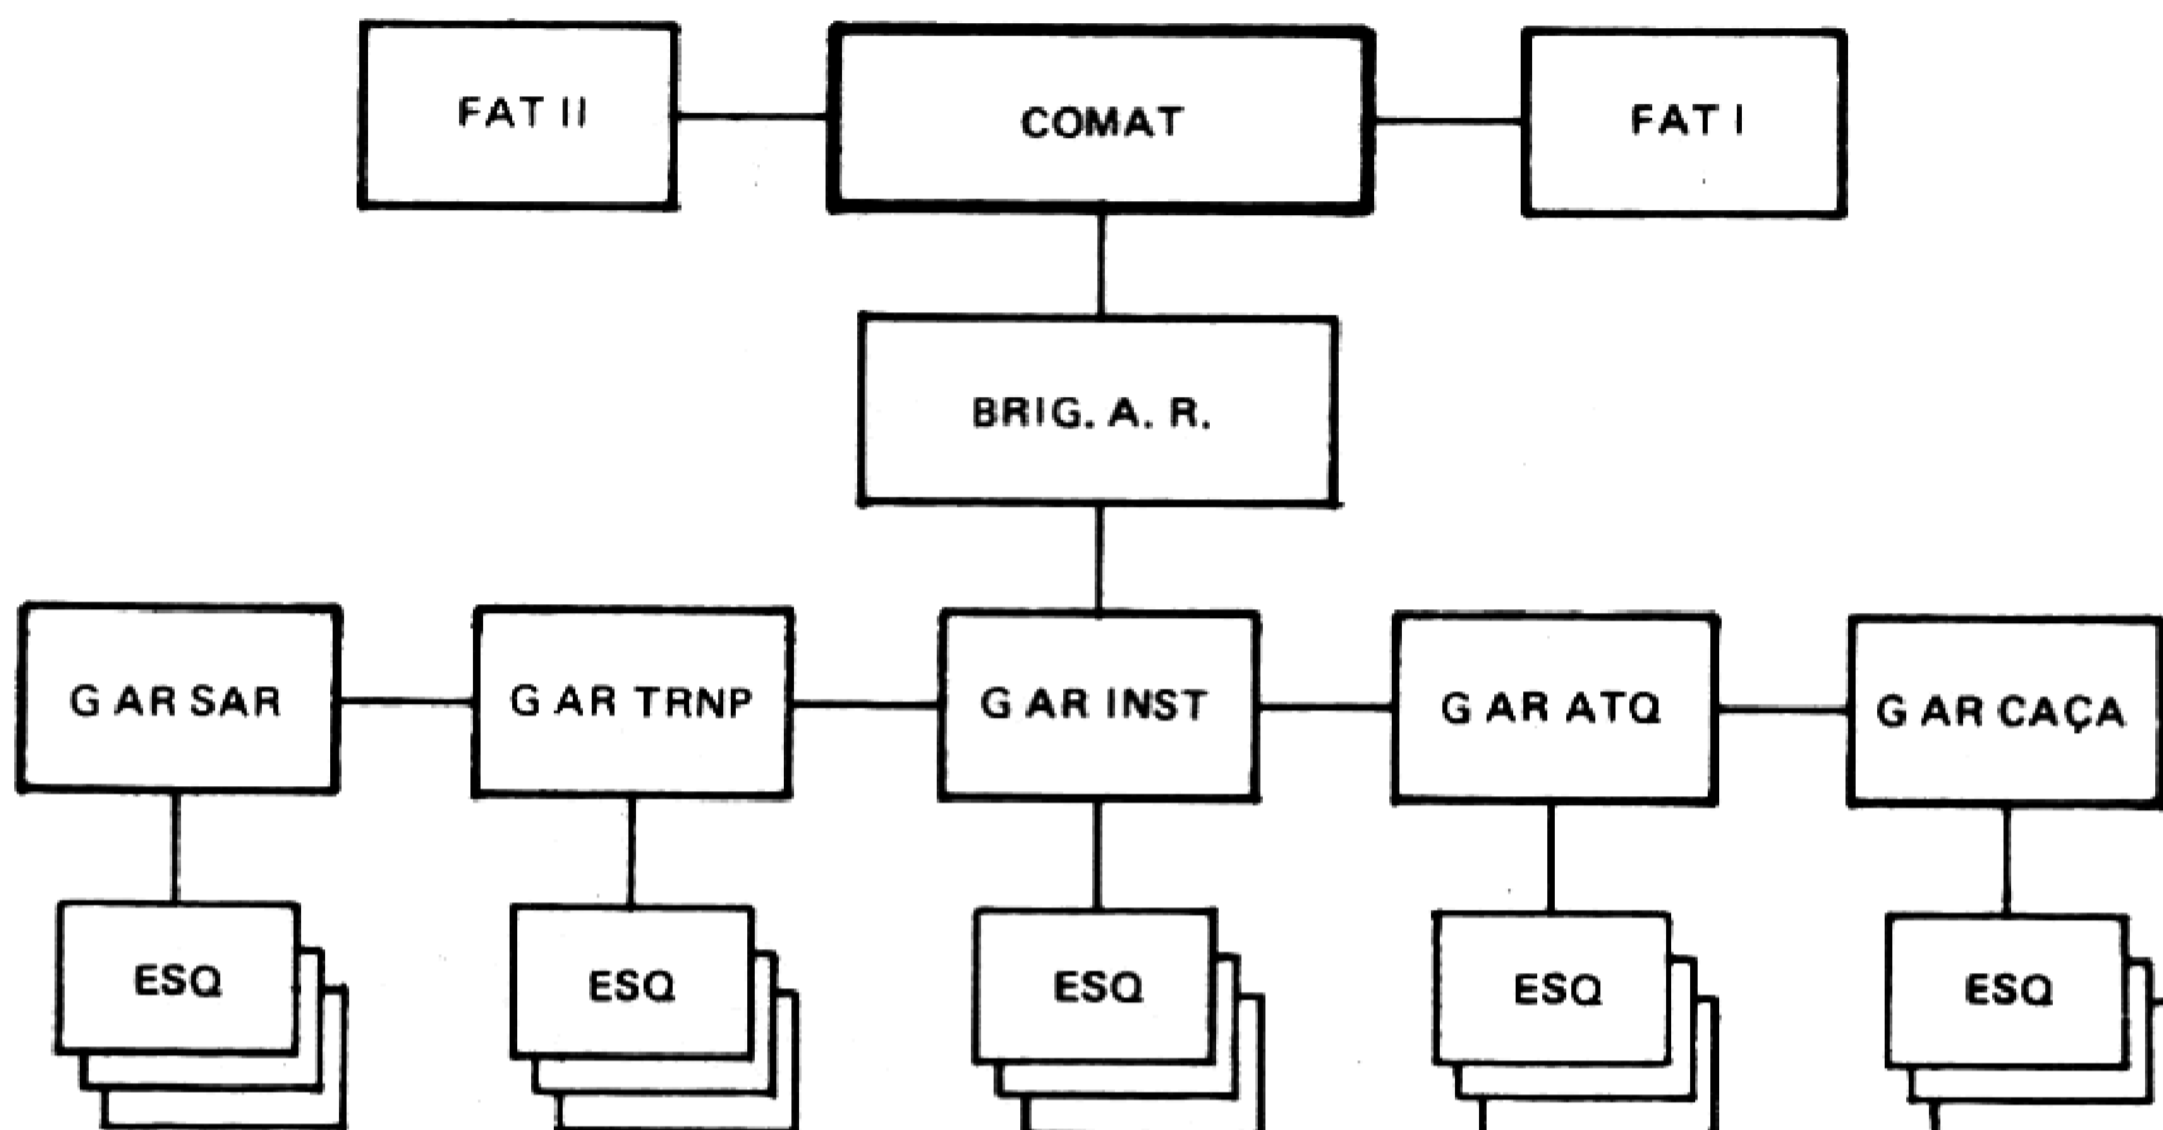 FAT II
COMAT
FAT I
BRIG. A. R.
G AR SAR
G AR TRNP
G AR INST
G AR ATQ
G AR CAÇA
ESQ
ESQ
ESQ
ESQ
ESQ